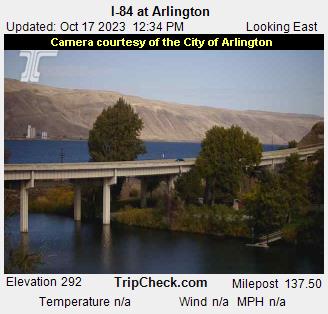 I-84 at Arlington
Updated: Oct 17 2023 12:34 PM Looking East
Camera courtesy of the City of Arlington
Elevation 292 TripCheck.com Milepost 137.50
Temperature n/a Wind n/a MPH n/a